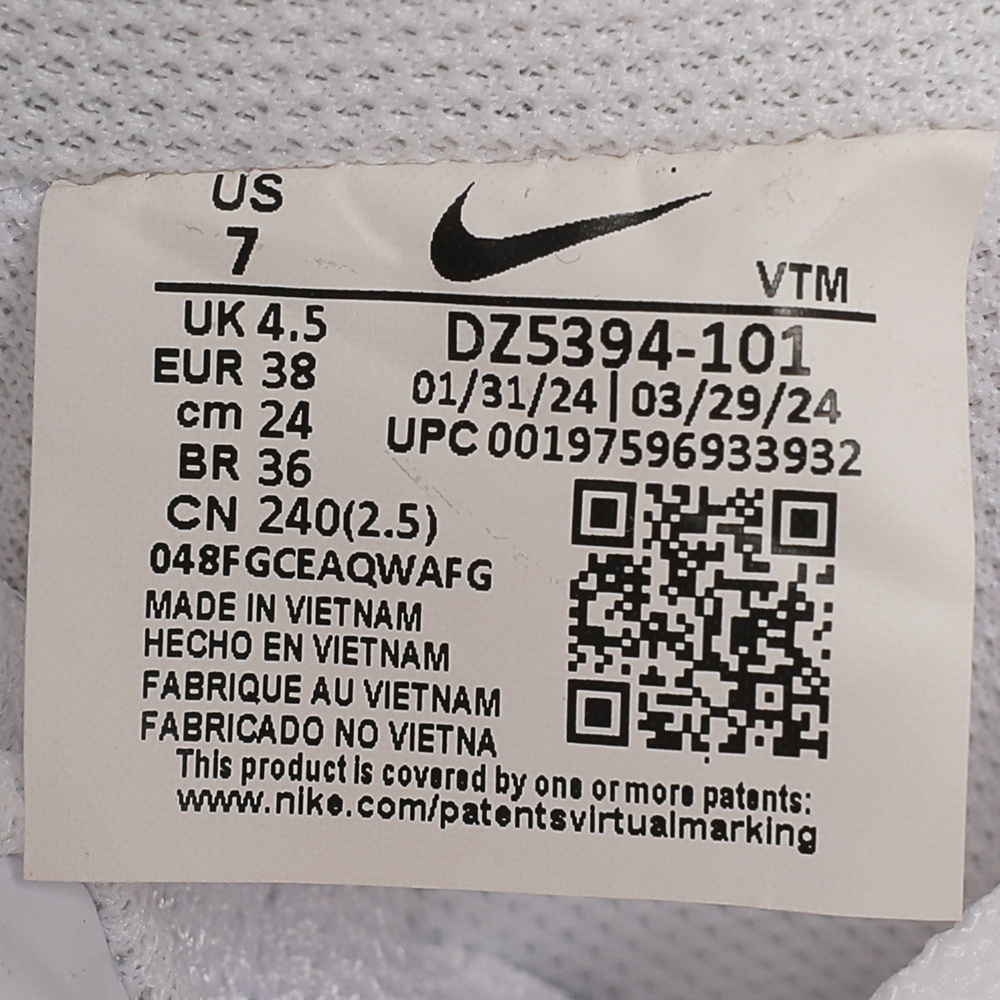 US
7
VTM
UK 4.5
EUR 38
cm 24
BR 36
CN 240(2.5)
DZ5394-101
01/31/24 | 03/29/24
UPC 00197596933932
048FGCEAQWAFG
MADE IN VIETNAM
HECHO EN VIETNAM
FABRIQUE AU VIETNAM
FABRICADO NO VIETNA
This product is covered by one or more patents:
www.nike.com/patentsvirtualmarking